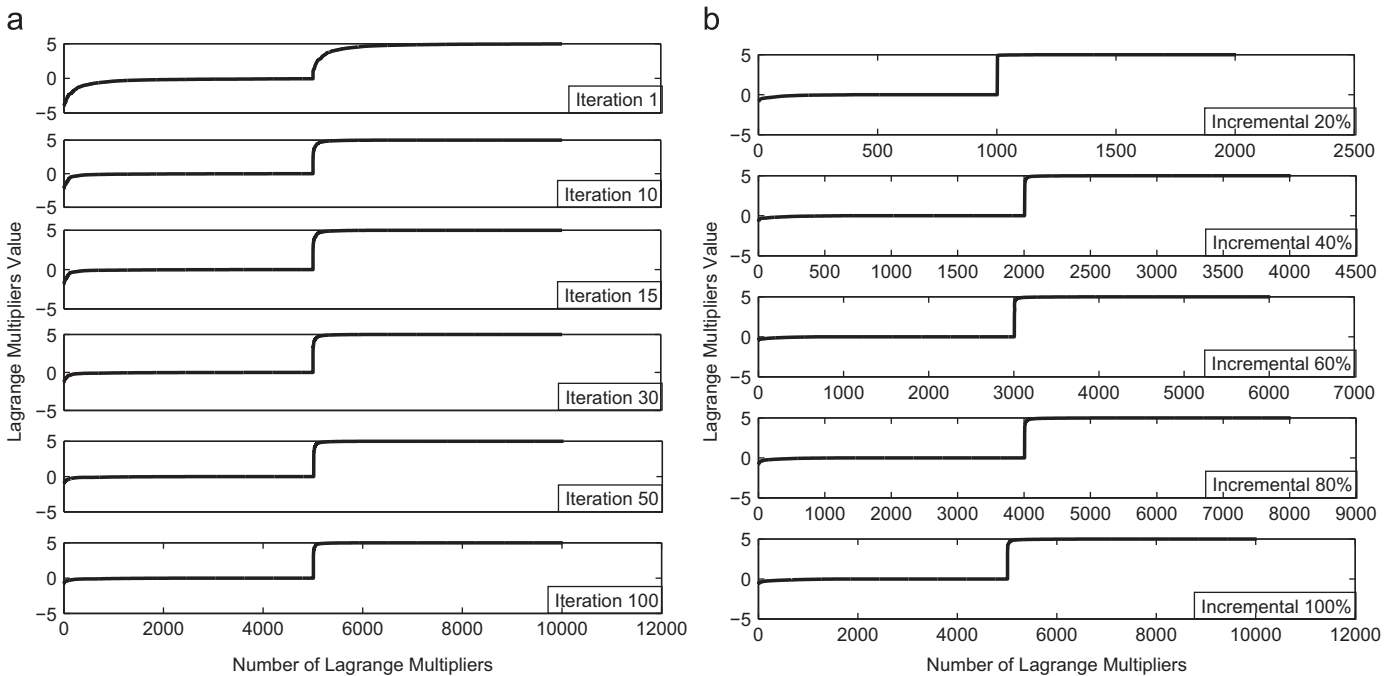 a
Lagrange Multipliers Value
5
0
−5
Iteration 1
5
0
−5
Iteration 10
5
0
−5
Iteration 15
5
0
−5
Iteration 30
5
0
−5
Iteration 50
5
0
−5
Iteration 100
0 2000 4000 6000 8000 10000 12000
Number of Lagrange Multipliers
b
Lagrange Multipliers Value
5
0
−5
Incremental 20%
0 500 1000 1500 2000 2500
5
0
−5
Incremental 40%
0 500 1000 1500 2000 2500 3000 3500 4000 4500
5
0
−5
Incremental 60%
0 1000 2000 3000 4000 5000 6000 7000
5
0
−5
Incremental 80%
0 1000 2000 3000 4000 5000 6000 7000 8000 9000
5
0
−5
Incremental 100%
0 2000 4000 6000 8000 10000 12000
Number of Lagrange Multipliers